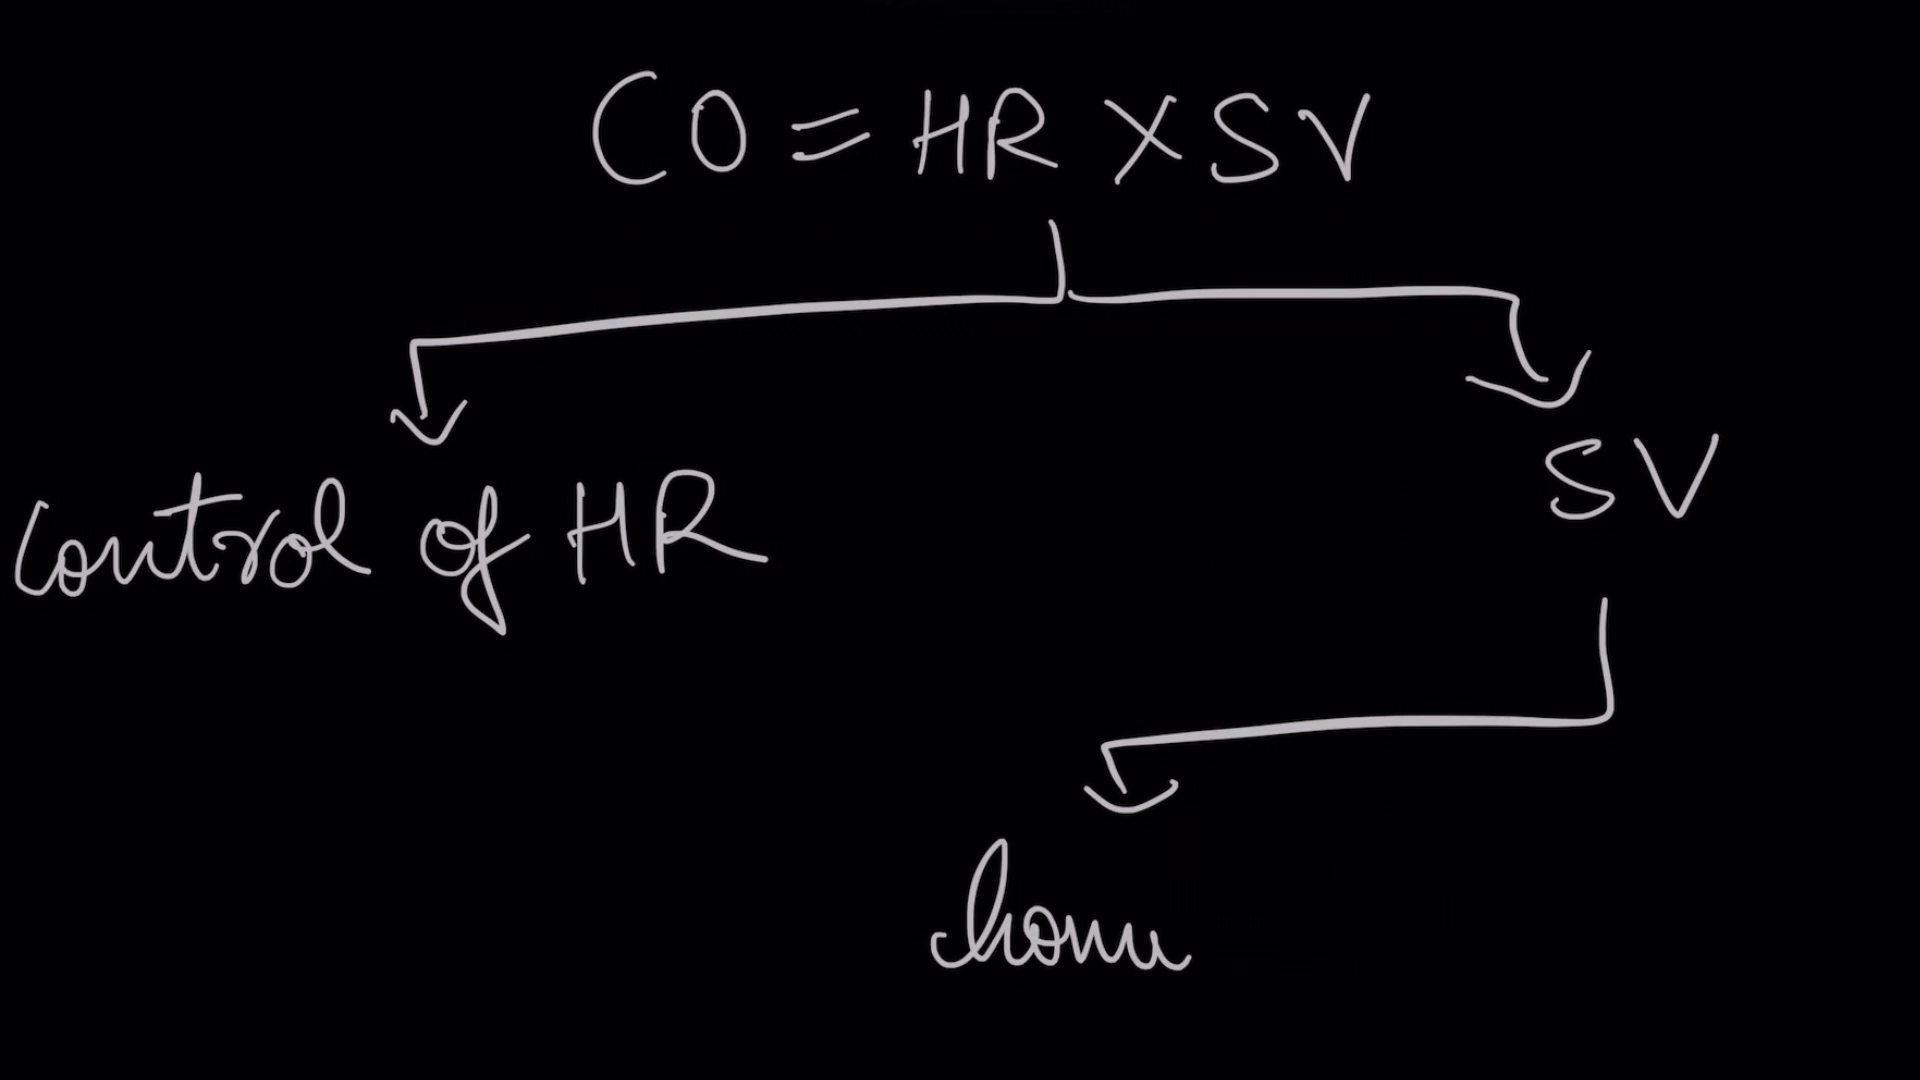 CO = HR X SV
control of HR
SV